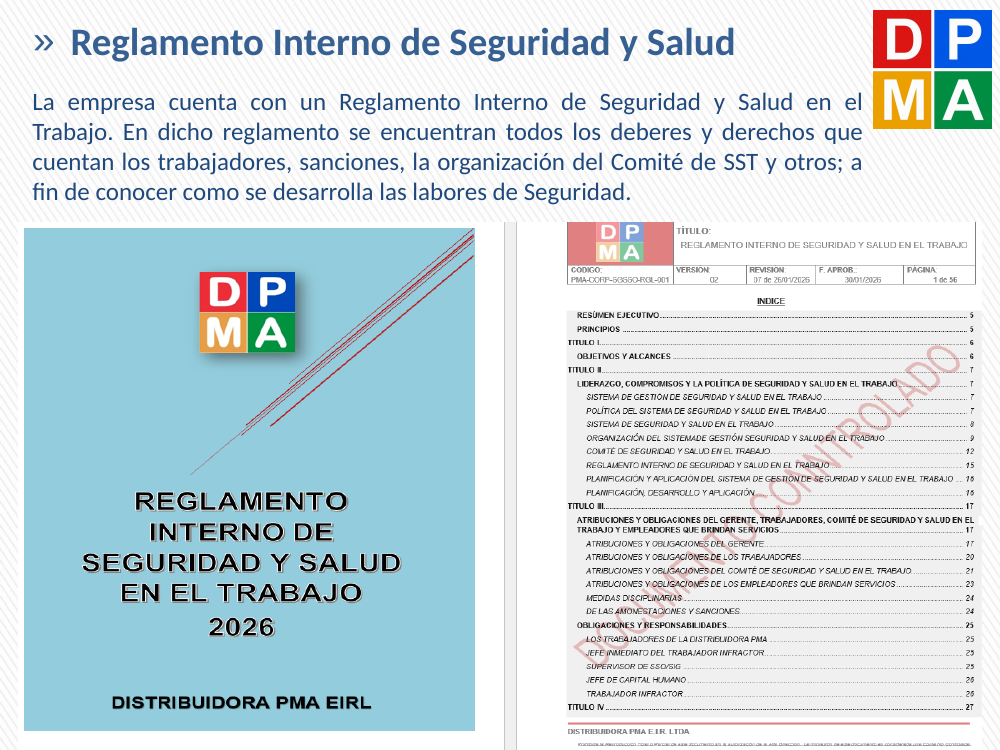 » Reglamento Interno de Seguridad y Salud
DP
MA
La empresa cuenta con un Reglamento Interno de Seguridad y Salud en el
Trabajo. En dicho reglamento se encuentran todos los deberes y derechos que
cuentan los trabajadores, sanciones, la organización del Comité de SST y otros; a
fin de conocer como se desarrolla las labores de Seguridad.
DP
MA
REGLAMENTO
INTERNO DE
SEGURIDAD Y SALUD
EN EL TRABAJO
2026
DISTRIBUIDORA PMA EIRL
DP
MA
TÍTULO:
REGLAMENTO INTERNO DE SEGURIDAD Y SALUD EN EL TRABAJO
CODIGO: VERSION: REVISION: F. APROB.: PÁGINA:
02 07 de 26/01/2026 30/01/2026 1 de 56
INDICE
RESÚMEN EJECUTIVO 5
PRINCIPIOS 5
TITULO I 6
OBJETIVOS Y ALCANCES 6
TITULO II 7
LIDERAZGO, COMPROMISOS Y LA POLÍTICA DE SEGURIDAD Y SALUD EN EL TRABAJO 7
SISTEMA DE GESTIÓN DE SEGURIDAD Y SALUD EN EL TRABAJO 7
POLÍTICA DEL SISTEMA DE SEGURIDAD Y SALUD EN EL TRABAJO 7
SISTEMA DE SEGURIDAD Y SALUD EN EL TRABAJO 8
ORGANIZACIÓN DEL SISTEMADE GESTIÓN SEGURIDAD Y SALUD EN EL TRABAJO 9
COMITÉ DE SEGURIDAD Y SALUD EN EL TRABAJO 12
REGLAMENTO INTERNO DE SEGURIDAD Y SALUD EN EL TRABAJO 15
PLANIFICACIÓN Y APLICACIÓN DEL SISTEMA DE GESTIÓN DE SEGURIDAD Y SALUD EN EL TRABAJO 16
PLANIFICACIÓN, DESARROLLO Y APLICACIÓN 16
TITULO III 17
ATRIBUCIONES Y OBLIGACIONES DEL GERENTE, TRABAJADORES, COMITÉ DE SEGURIDAD Y SALUD EN EL
TRABAJO Y EMPLEADORES QUE BRINDAN SERVICIOS 17
ATRIBUCIONES Y OBLIGACIONES DEL GERENTE 17
ATRIBUCIONES Y OBLIGACIONES DE LOS TRABAJADORES 20
ATRIBUCIONES Y OBLIGACIONES DEL COMITÉ DE SEGURIDAD Y SALUD EN EL TRABAJO 21
ATRIBUCIONES Y OBLIGACIONES DE LOS EMPLEADORES QUE BRINDAN SERVICIOS 23
MEDIDAS DISCIPLINARIAS 24
DE LAS AMONESTACIONES Y SANCIONES 24
OBLIGACIONES Y RESPONSABILIDADES 25
LOS TRABAJADORES DE LA DISTRIBUIDORA PMA 25
JEFE INMEDIATO DEL TRABAJADOR INFRACTOR 25
SUPERVISOR DE SSO/SIG 25
JEFE DE CAPITAL HUMANO 26
TRABAJADOR INFRACTOR 26
TITULO IV 27
DOCUMENTO CONNTROLADO
DISTRIBUIDORA PMA E.I.R. LTDA